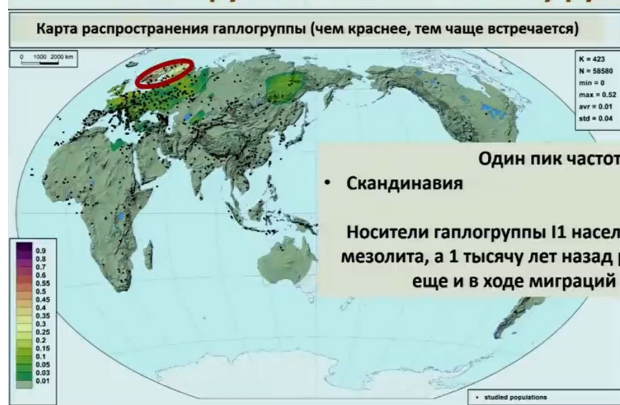 Карта распространения гаплогруппы (чем краснее, тем чаще встречается)
0 1000 2000 km
K = 423
N = 58580
min = 0
max = 0.52
avr = 0.01
std = 0.04
Один пик частот
• Скандинавия
Носители гаплогруппы I1 насел
мезолита, а 1 тысячу лет назад р
еще и в ходе миграций
0.9
0.8
0.7
0.6
0.55
0.5
0.45
0.4
0.35
0.3
0.25
0.2
0.15
0.1
0.05
0.03
0.01
• studied populations